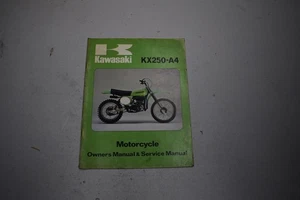 Kawasaki KX250-A4
Motorcycle
Owners Manual & Service Manual